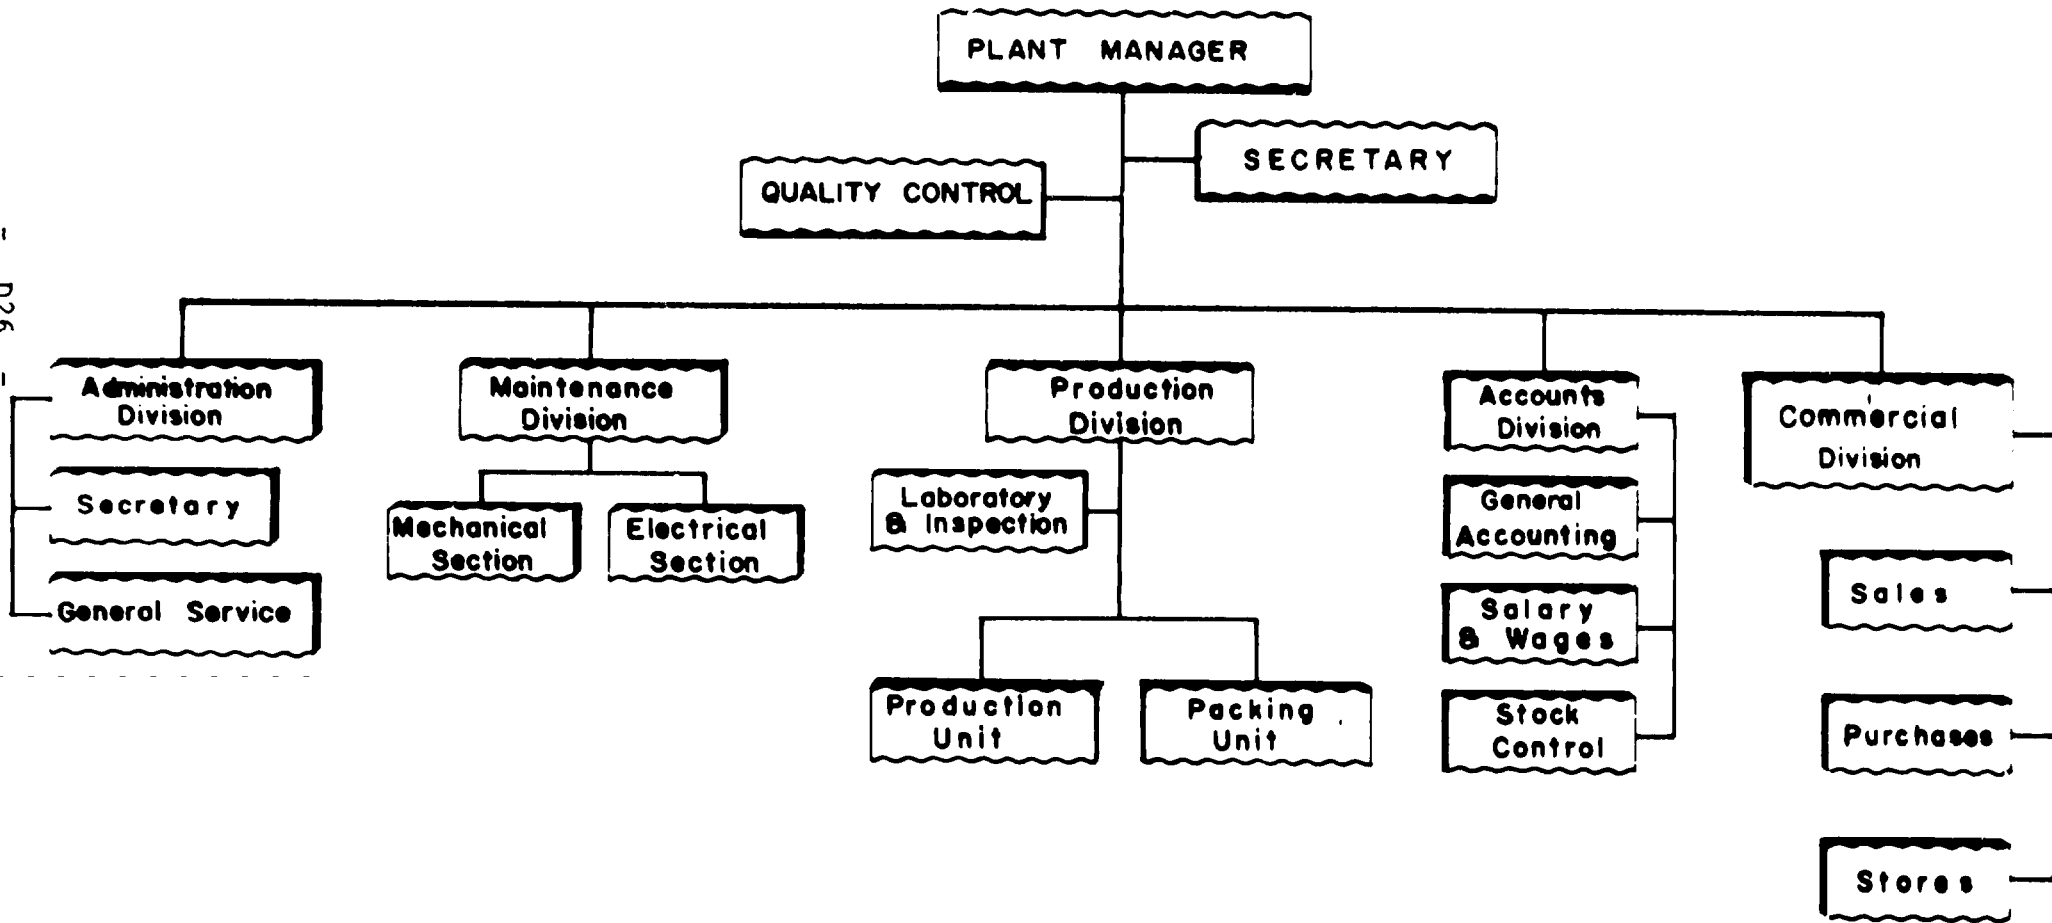 PLANT MANAGER
SECRETARY
QUALITY CONTROL
- D26 -
Administration
Division
Secretary
General Service
Maintenance
Division
Mechanical
Section
Electrical
Section
Production
Division
Laboratory
& Inspection
Production
Unit
Packing
Unit
Accounts
Division
General
Accounting
Salary
& Wages
Stock
Control
Commercial
Division
Sales
Purchases
Stores